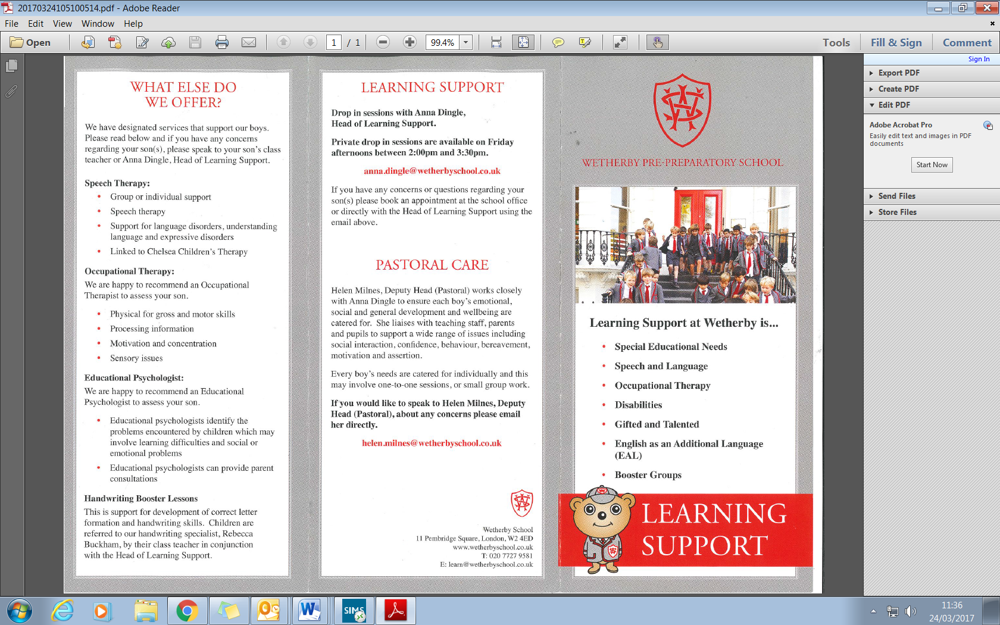 20170324105100514.pdf - Adobe Reader
File Edit View Window Help
Open
1 / 1
99.4%
Tools Fill & Sign Comment
Sign In
Export PDF
Create PDF
Edit PDF
Adobe Acrobat Pro
Easily edit text and images in PDF
documents
Start Now
Send Files
Store Files
WHAT ELSE DO
WE OFFER?
We have designated services that support our boys.
Please read below and if you have any concerns
regarding your son(s), please speak to your son's class
teacher or Anna Dingle, Head of Learning Support.
Speech Therapy:
• Group or individual support
• Speech therapy
• Support for language disorders, understanding
language and expressive disorders
• Linked to Chelsea Children's Therapy
Occupational Therapy:
We are happy to recommend an Occupational
Therapist to assess your son.
• Physical for gross and motor skills
• Processing information
• Motivation and concentration
• Sensory issues
Educational Psychologist:
We are happy to recommend an Educational
Psychologist to assess your son.
• Educational psychologists identify the
problems encountered by children which may
involve learning difficulties and social or
emotional problems
• Educational psychologists can provide parent
consultations
Handwriting Booster Lessons
This is support for development of correct letter
formation and handwriting skills. Children are
referred to our handwriting specialist, Rebecca
Buckham, by their class teacher in conjunction
with the Head of Learning Support.
LEARNING SUPPORT
Drop in sessions with Anna Dingle,
Head of Learning Support.
Private drop in sessions are available on Friday
afternoons between 2:00pm and 3:30pm.
anna.dingle@wetherbyschool.co.uk
If you have any concerns or questions regarding your
son(s) please book an appointment at the school office
or directly with the Head of Learning Support using the
email above.
PASTORAL CARE
Helen Milnes, Deputy Head (Pastoral) works closely
with Anna Dingle to ensure each boy's emotional,
social and general development and wellbeing are
catered for. She liaises with teaching staff, parents
and pupils to support a wide range of issues including
social interaction, confidence, behaviour, bereavement,
motivation and assertion.
Every boy's needs are catered for individually and this
may involve one-to-one sessions, or small group work.
If you would like to speak to Helen Milnes, Deputy
Head (Pastoral), about any concerns please email
her directly.
helen.milnes@wetherbyschool.co.uk
Wetherby School
11 Pembridge Square, London, W2 4ED
www.wetherbyschool.co.uk
T: 020 7727 9581
E: learn@wetherbyschool.co.uk
WETHERBY PRE-PREPARATORY SCHOOL
Learning Support at Wetherby is...
• Special Educational Needs
• Speech and Language
• Occupational Therapy
• Disabilities
• Gifted and Talented
• English as an Additional Language
(EAL)
• Booster Groups
LEARNING
SUPPORT
SIMS
11:36
24/03/2017